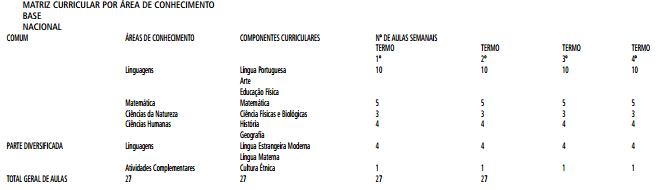 MATRIZ CURRICULAR POR ÁREA DE CONHECIMENTO
BASE
NACIONAL
COMUM ÁREAS DE CONHECIMENTO COMPONENTES CURRICULARES Nº DE AULAS SEMANAIS
TERMO TERMO TERMO TERMO
1º 2º 3º 4º
Linguagens Língua Portuguesa 10 10 10 10
Arte
Educação Física
Matemática Matemática 5 5 5 5
Ciências da Natureza Ciência Físicas e Biológicas 3 3 3 3
Ciências Humanas História 4 4 4 4
Geografia
PARTE DIVERSIFICADA Linguagens Língua Estrangeira Moderna 4 4 4 4
Língua Materna
Atividades Complementares Cultura Étnica 1 1 1 1
TOTAL GERAL DE AULAS 27 27 27 27